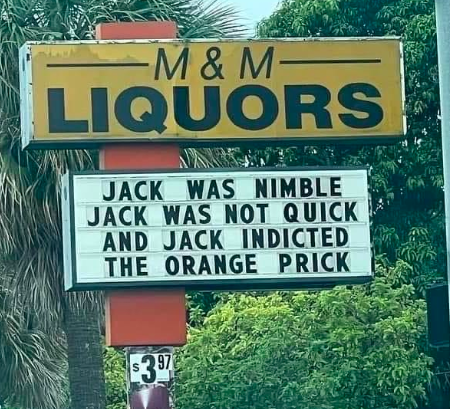 M & M
LIQUORS
JACK WAS NIMBLE
JACK WAS NOT QUICK
AND JACK INDICTED
THE ORANGE PRICK
$3 97